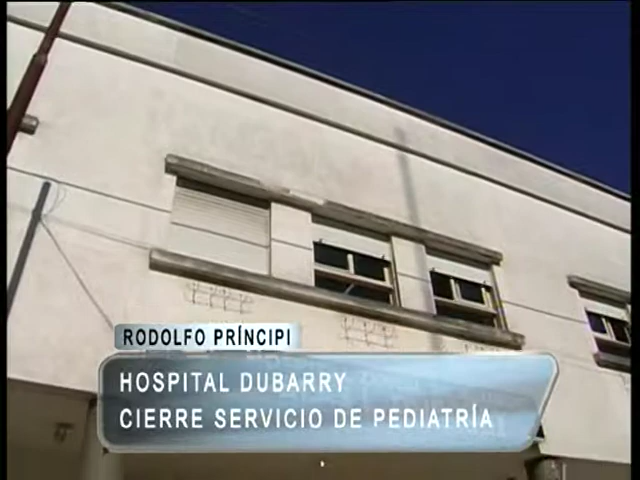 RODOLFO PRÍNCIPI
HOSPITAL DUBARRY
CIERRE SERVICIO DE PEDIATRÍA